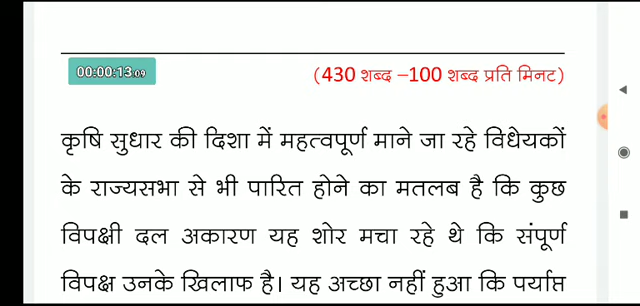 00:00:13.09
(430 शब्द –100 शब्द प्रति मिनट)
कृषि सुधार की दिशा में महत्वपूर्ण माने जा रहे विधेयकों
के राज्यसभा से भी पारित होने का मतलब है कि कुछ
विपक्षी दल अकारण यह शोर मचा रहे थे कि संपूर्ण
विपक्ष उनके खिलाफ है। यह अच्छा नहीं हुआ कि पर्याप्त